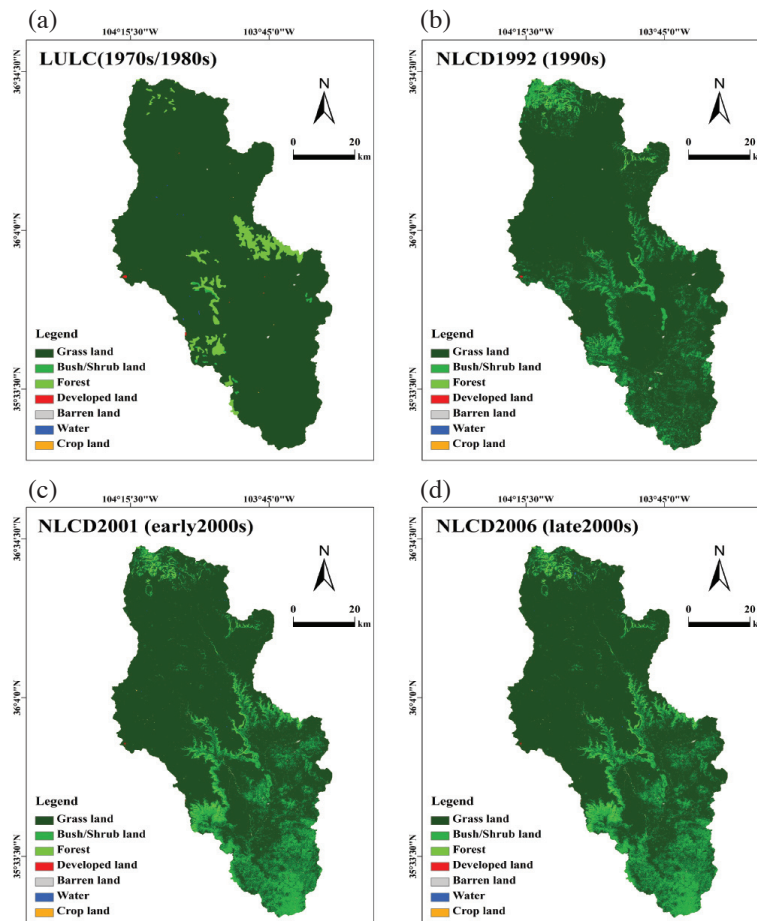 (a)
(b)
104°15'30"W 103°45'0"W
104°15'30"W 103°45'0"W
36°34'30"N
LULC(1970s/1980s)
N
0 20
km
36°4'0"N
35°33'30"N
Legend
Grass land
Bush/Shrub land
Forest
Developed land
Barren land
Water
Crop land
36°34'30"N
NLCD1992 (1990s)
N
0 20
km
36°4'0"N
35°33'30"N
Legend
Grass land
Bush/Shrub land
Forest
Developed land
Barren land
Water
Crop land
(c)
(d)
104°15'30"W 103°45'0"W
104°15'30"W 103°45'0"W
36°34'30"N
NLCD2001 (early2000s)
N
0 20
km
36°4'0"N
35°33'30"N
Legend
Grass land
Bush/Shrub land
Forest
Developed land
Barren land
Water
Crop land
36°34'30"N
NLCD2006 (late2000s)
N
0 20
km
36°4'0"N
35°33'30"N
Legend
Grass land
Bush/Shrub land
Forest
Developed land
Barren land
Water
Crop land